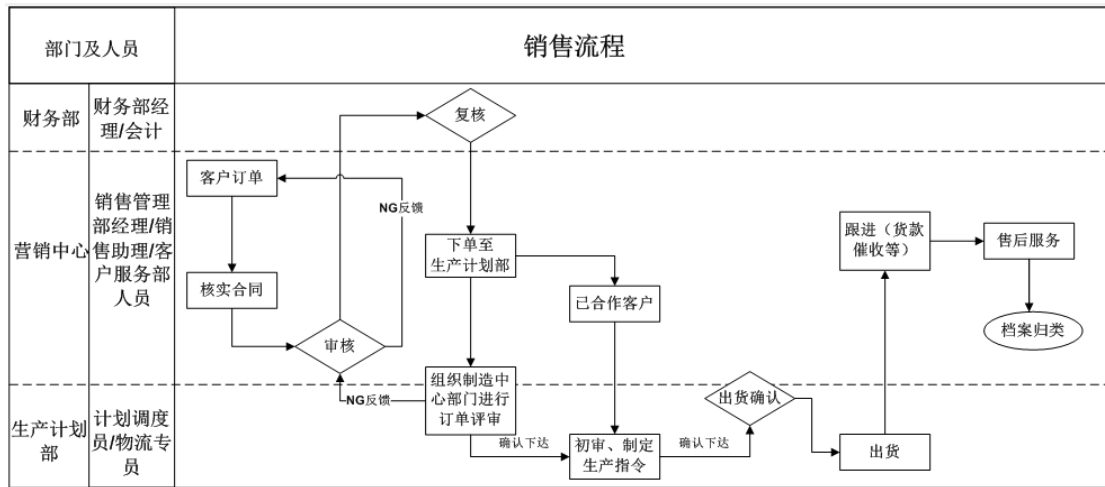 部门及人员
销售流程
财务部
财务部经
理/会计
复核
营销中心
销售管理
部经理/销
售助理/客
户服务部
人员
客户订单
NG反馈
核实合同
审核
下单至
生产计划部
已合作客户
跟进（货款
催收等）
售后服务
档案归类
生产计划
部
计划调度
员/物流专
员
NG反馈
组织制造中
心部门进行
订单评审
确认下达
初审、制定
生产指令
确认下达
出货确认
出货